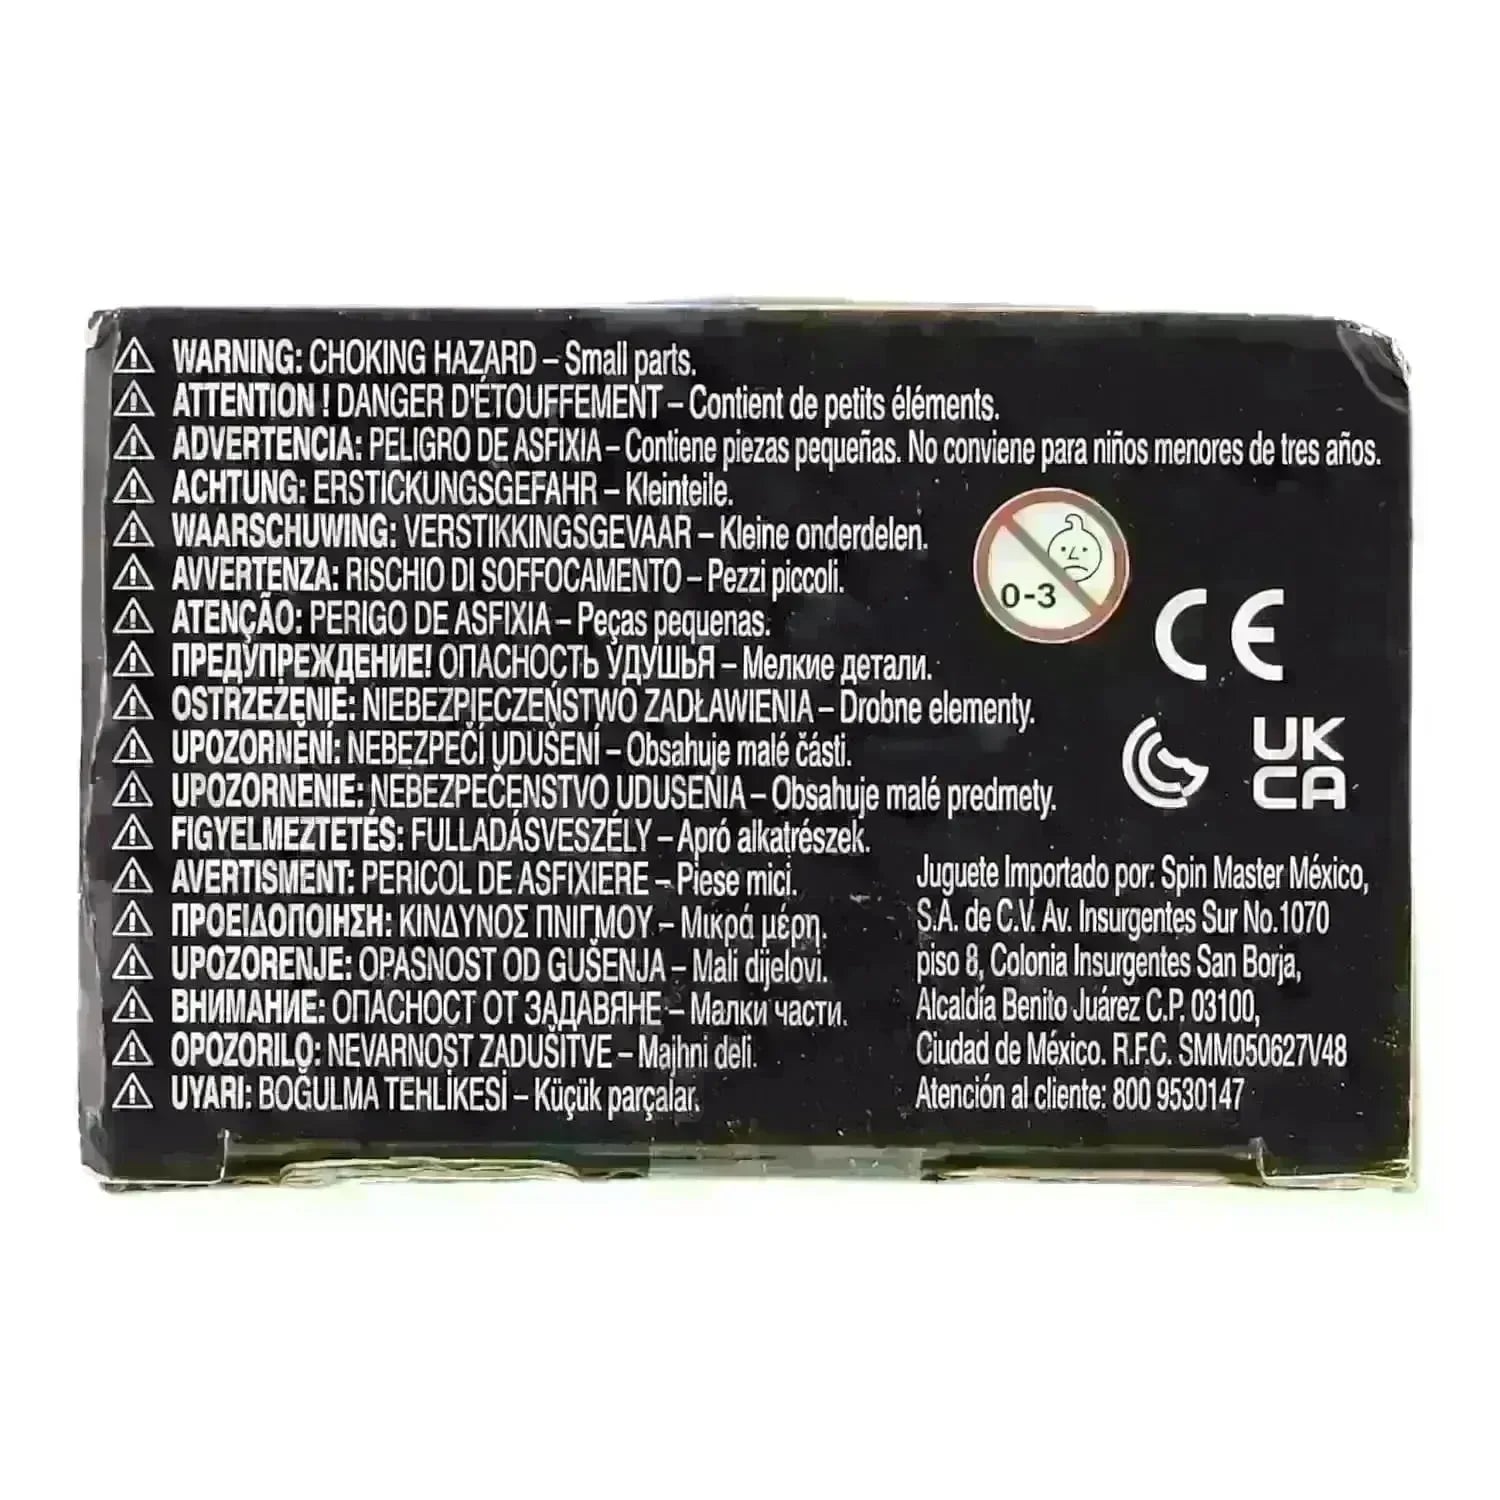 WARNING: CHOKING HAZARD – Small parts.
ATTENTION ! DANGER D'ÉTOUFFEMENT – Contient de petits éléments.
ADVERTENCIA: PELIGRO DE ASFIXIA – Contiene piezas pequeñas. No conviene para niños menores de tres años.
ACHTUNG: ERSTICKUNGSGEFAHR – Kleinteile.
WAARSCHUWING: VERSTIKKINGSGEVAAR – Kleine onderdelen.
AVVERTENZA: RISCHIO DI SOFFOCAMENTO – Pezzi piccoli.
ATENÇÃO: PERIGO DE ASFIXIA – Peças pequenas.
ПРЕДУПРЕЖДЕНИЕ! ОПАСНОСТЬ УДУШЬЯ – Мелкие детали.
OSTRZEŻENIE: NIEBEZPIECZEŃSTWO ZADŁAWIENIA – Drobne elementy.
UPOZORNĚNÍ: NEBEZPEČÍ UDUŠENÍ – Obsahuje malé části.
UPOZORNENIE: NEBEZPEČENSTVO UDUSENIA – Obsahuje malé predmety.
FIGYELMEZTETÉS: FULLADÁSVESZÉLY – Apró alkatrészek.
AVERTISMENT: PERICOL DE ASFIXIERE – Piese mici.
ΠΡΟΕΙΔΟΠΟΙΗΣΗ: ΚΙΝΔΥΝΟΣ ΠΝΙΓΜΟΥ – Μικρά μέρη.
UPOZORENJE: OPASNOST OD GUŠENJA – Mali dijelovi.
ВНИМАНИЕ: ОПАСНОСТ ОТ ЗАДАВЯНЕ – Малки части.
OPOZORILO: NEVARNOST ZADUŠITVE – Majhni deli.
UYARI: BOĞULMA TEHLİKESİ – Küçük parçalar.
0-3
CE
UK
CA
Juguete Importado por: Spin Master México,
S.A. de C.V. Av. Insurgentes Sur No.1070
piso 8, Colonia Insurgentes San Borja,
Alcaldía Benito Juárez C.P. 03100,
Ciudad de México. R.F.C. SMM050627V48
Atención al cliente: 800 9530147